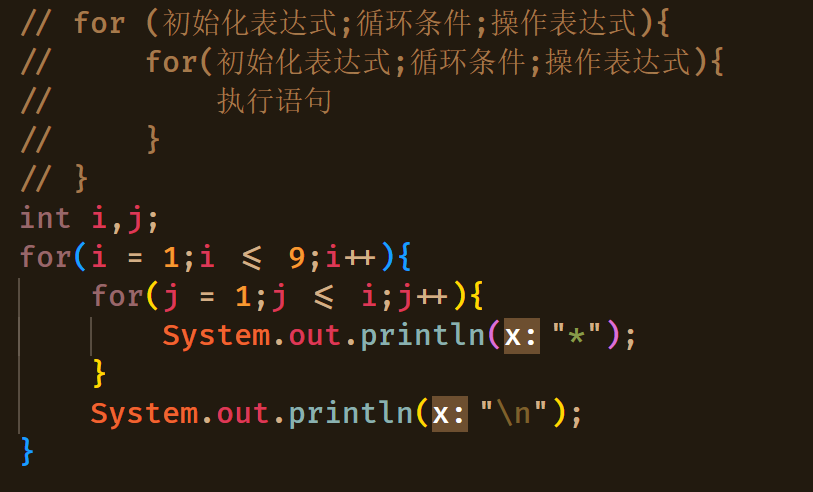 // for (初始化表达式;循环条件;操作表达式){
//     for(初始化表达式;循环条件;操作表达式){
//         执行语句
//     }
// }
int i,j;
for(i = 1;i <= 9;i++){
    for(j = 1;j <= i;j++){
        System.out.println(x: "*");
    }
    System.out.println(x: "\n");
}